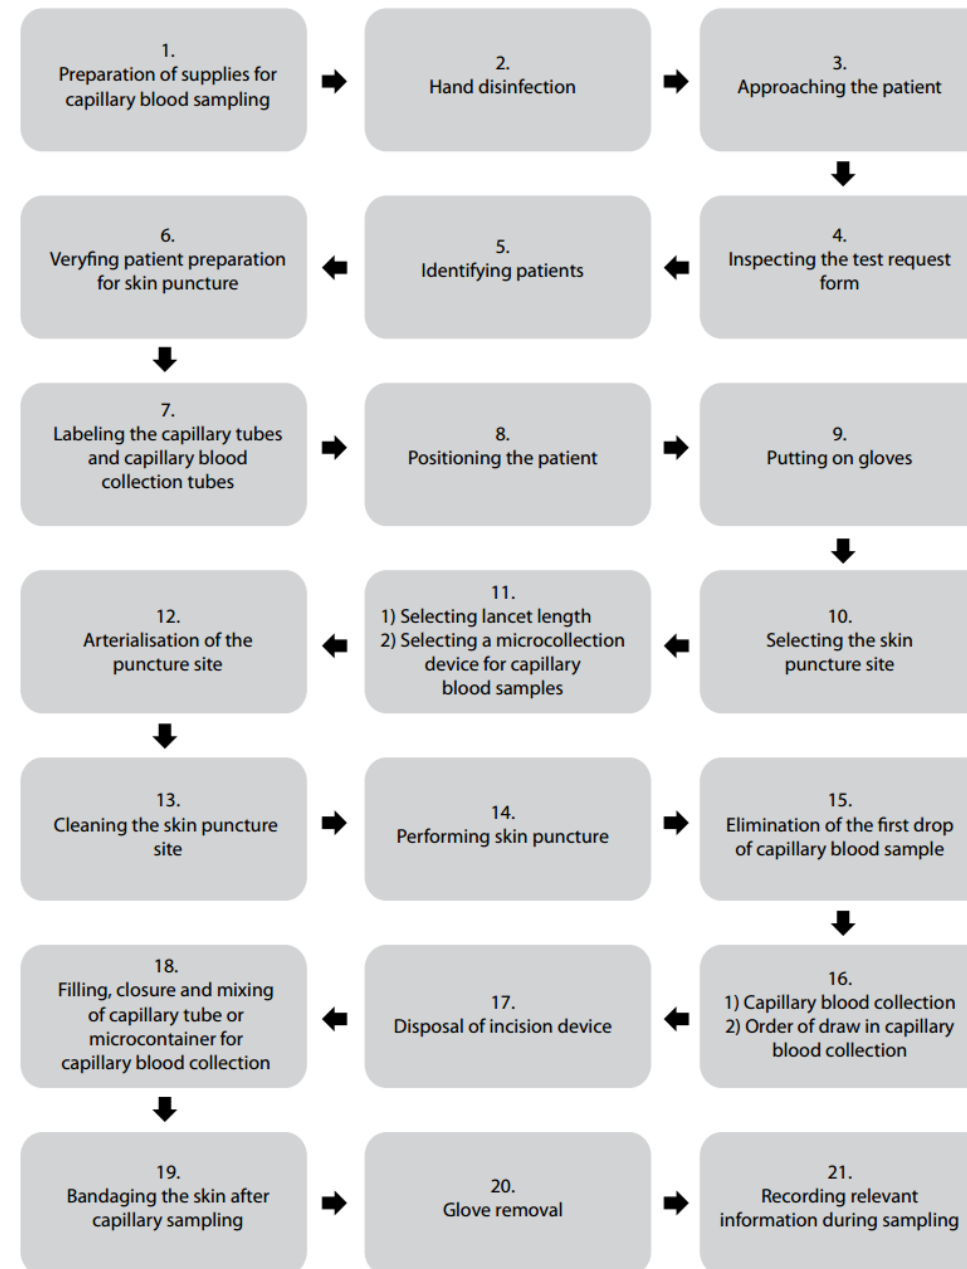 1.
Preparation of supplies for
capillary blood sampling
2.
Hand disinfection
3.
Approaching the patient
4.
Inspecting the test request
form
5.
Identifying patients
6.
Veryfing patient preparation
for skin puncture
7.
Labeling the capillary tubes
and capillary blood
collection tubes
8.
Positioning the patient
9.
Putting on gloves
10.
Selecting the skin
puncture site
11.
1) Selecting lancet length
2) Selecting a microcollection
device for capillary
blood samples
12.
Arterialisation of the
puncture site
13.
Cleaning the skin puncture
site
14.
Performing skin puncture
15.
Elimination of the first drop
of capillary blood sample
16.
1) Capillary blood collection
2) Order of draw in capillary
blood collection
17.
Disposal of incision device
18.
Filling, closure and mixing
of capillary tube or
microcontainer for
capillary blood collection
19.
Bandaging the skin after
capillary sampling
20.
Glove removal
21.
Recording relevant
information during sampling